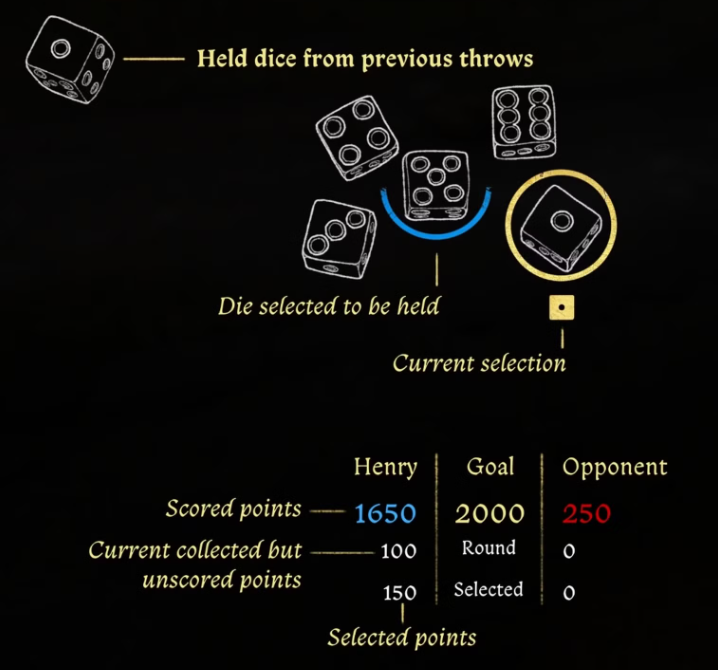 Held dice from previous throws
Die selected to be held
Current selection
Henry Goal Opponent
Scored points 1650 2000 250
Current collected but 100 Round 0
unscored points
150 Selected 0
Selected points